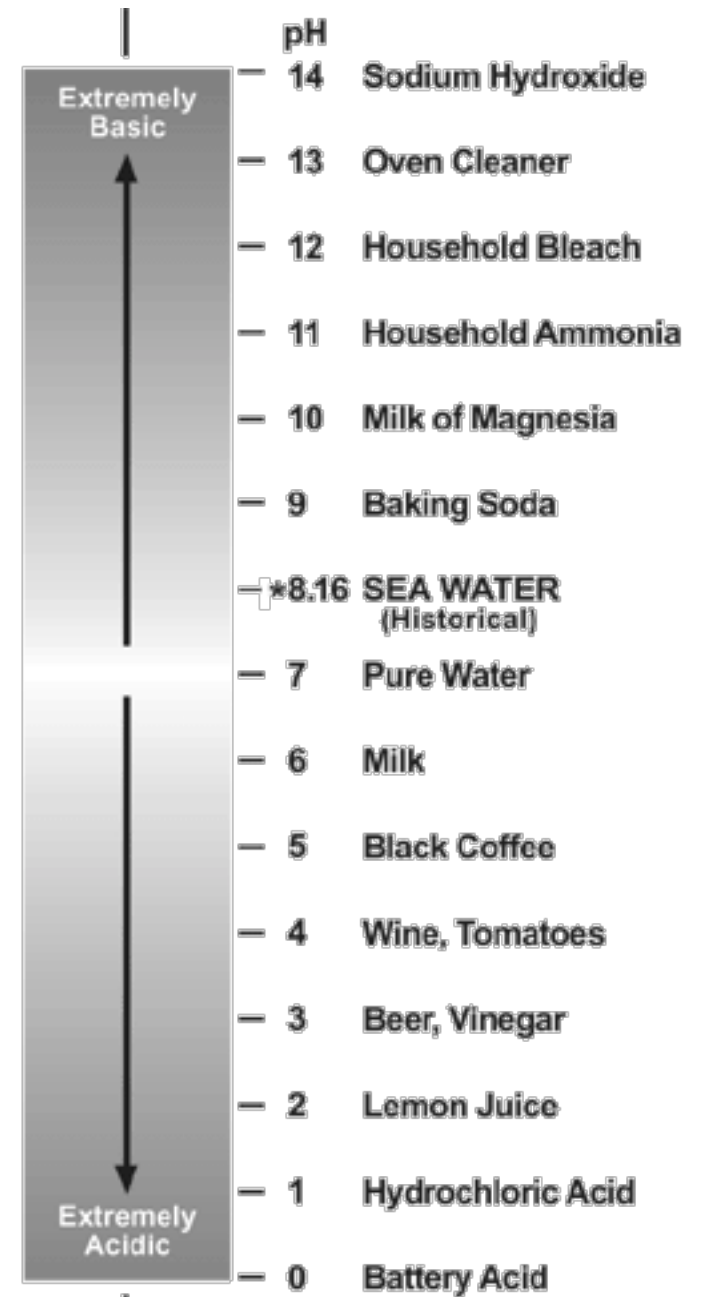 pH
Extremely
Basic
14 Sodium Hydroxide
13 Oven Cleaner
12 Household Bleach
11 Household Ammonia
10 Milk of Magnesia
9 Baking Soda
*8.16 SEA WATER
(Historical)
7 Pure Water
6 Milk
5 Black Coffee
4 Wine, Tomatoes
3 Beer, Vinegar
2 Lemon Juice
1 Hydrochloric Acid
Extremely
Acidic
0 Battery Acid